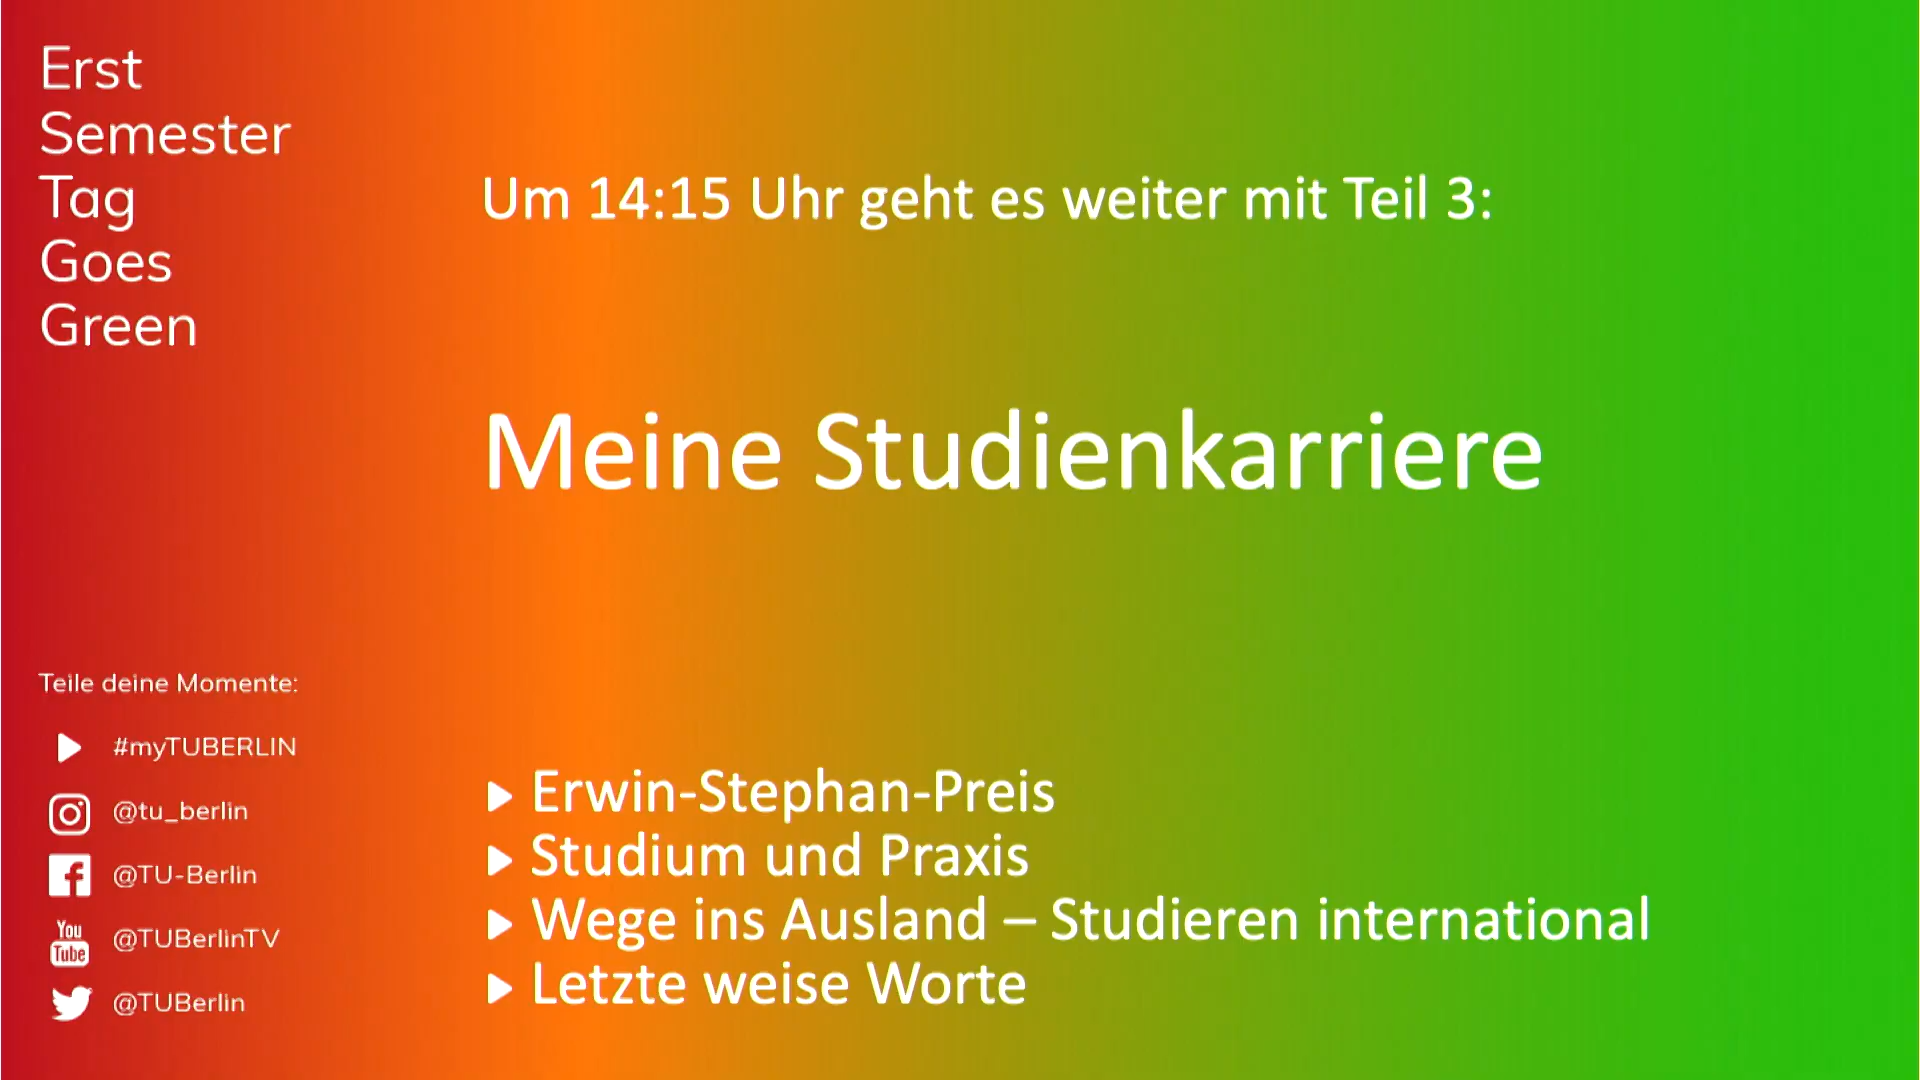 Erst
Semester
Tag
Goes
Green
Um 14:15 Uhr geht es weiter mit Teil 3:
Meine Studienkarriere
Teile deine Momente:
#myTUBERLIN
@tu_berlin
@TU-Berlin
You
Tube
@TUBerlinTV
@TUBerlin
Erwin-Stephan-Preis
Studium und Praxis
Wege ins Ausland – Studieren international
Letzte weise Worte